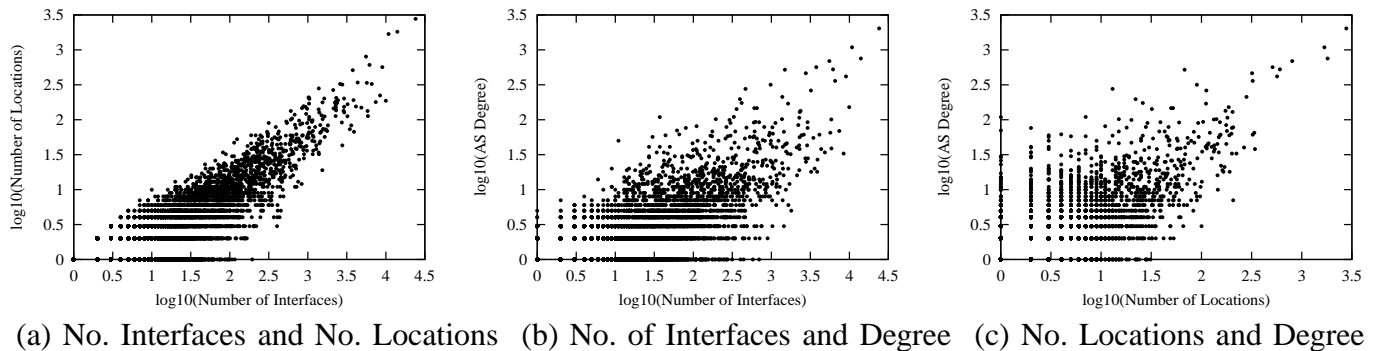 3.5
3
2.5
2
1.5
1
0.5
0
log10(Number of Locations)
0 0.5 1 1.5 2 2.5 3 3.5 4 4.5
log10(Number of Interfaces)
(a) No. Interfaces and No. Locations
3.5
3
2.5
2
1.5
1
0.5
0
log10(AS Degree)
0 0.5 1 1.5 2 2.5 3 3.5 4 4.5
log10(Number of Interfaces)
(b) No. of Interfaces and Degree
3.5
3
2.5
2
1.5
1
0.5
0
log10(AS Degree)
0 0.5 1 1.5 2 2.5 3 3.5
log10(Number of Locations)
(c) No. Locations and Degree